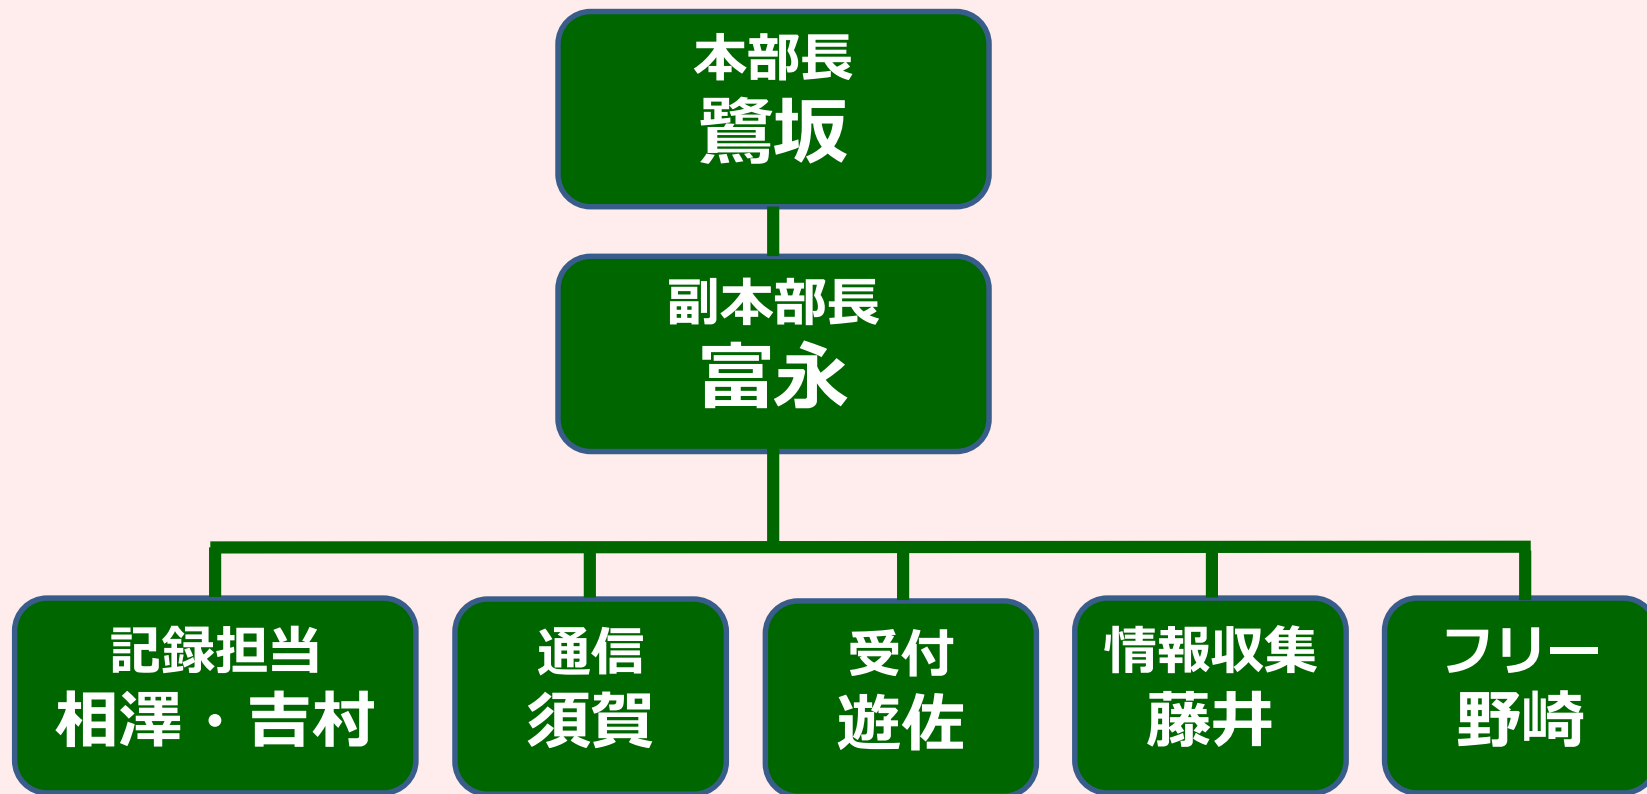 本部長
鷺坂
副本部長
富永
記録担当
相澤・吉村
通信
須賀
受付
遊佐
情報収集
藤井
フリー
野崎